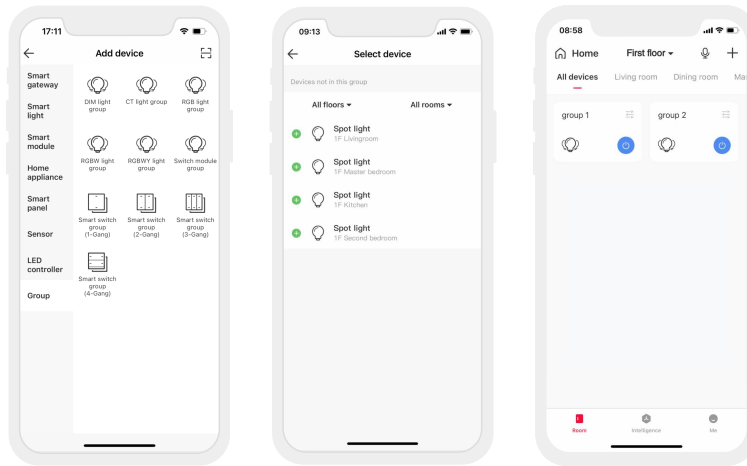 17:11
Add device
Smart
gateway
Smart
light
Smart
module
Home
appliance
Smart
panel
Sensor
LED
controller
Group
DIM light
group
CT light group
RGB light
group
RGBW light
group
RGBWY light
group
Switch module
group
Smart switch
group
(1-Gang)
Smart switch
group
(2-Gang)
Smart switch
group
(3-Gang)
Smart switch
group
(4-Gang)
09:13
Select device
Devices not in this group
All floors
All rooms
Spot light
1F Livingroom
Spot light
1F Master bedroom
Spot light
1F Kitchen
Spot light
1F Second bedroom
08:58
Home
First floor
All devices
Living room
Dining room
Ma
group 1
group 2
Room
Intelligence
Me